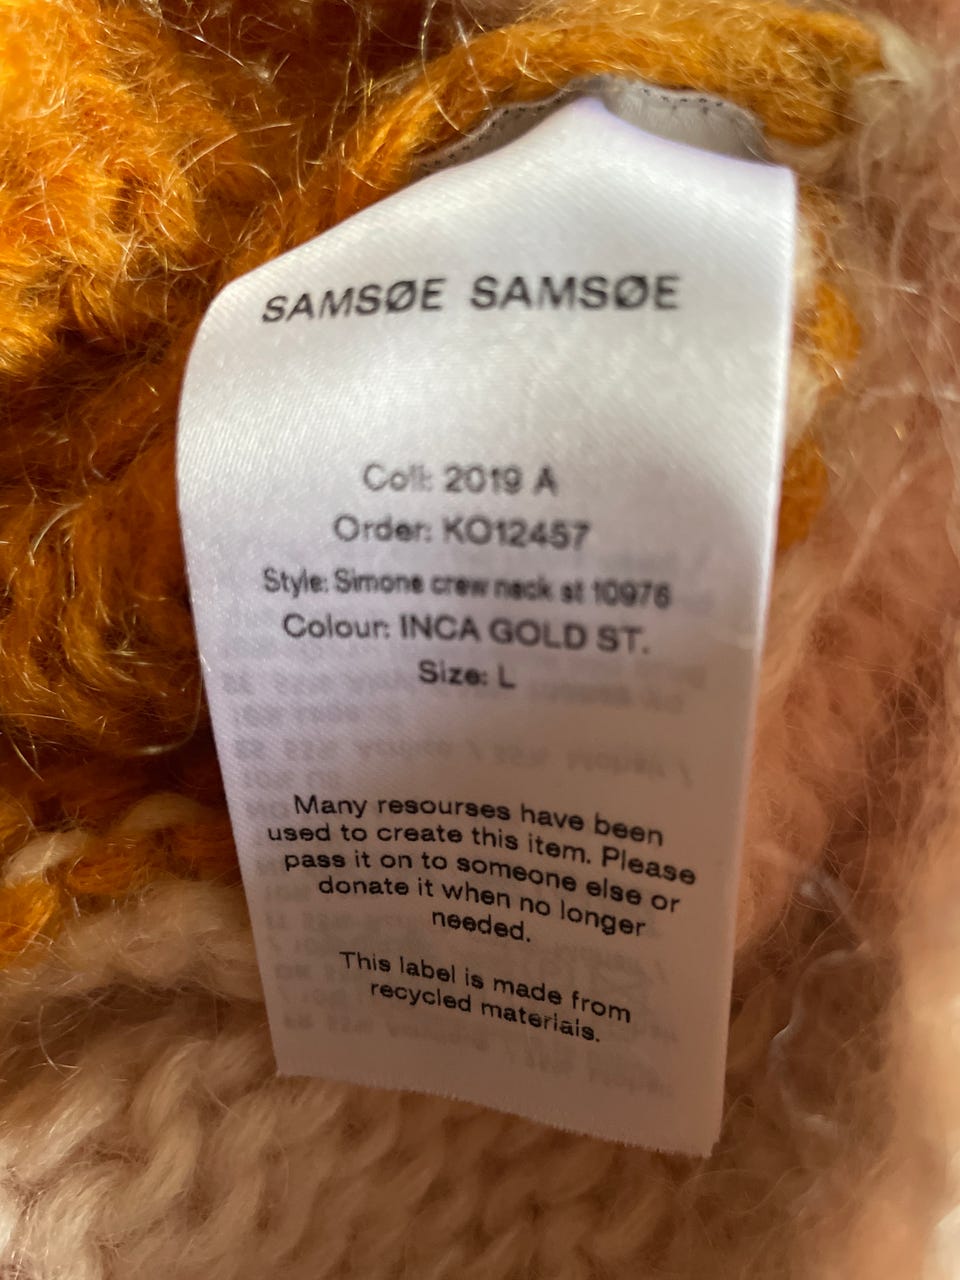 SAMSØE SAMSØE
Coll: 2019 A
Order: KO12457
Style: Simone crew neck st 10976
Colour: INCA GOLD ST.
Size: L
Many resourses have been
used to create this item. Please
pass it on to someone else or
donate it when no longer
needed.
This label is made from
recycled materials.